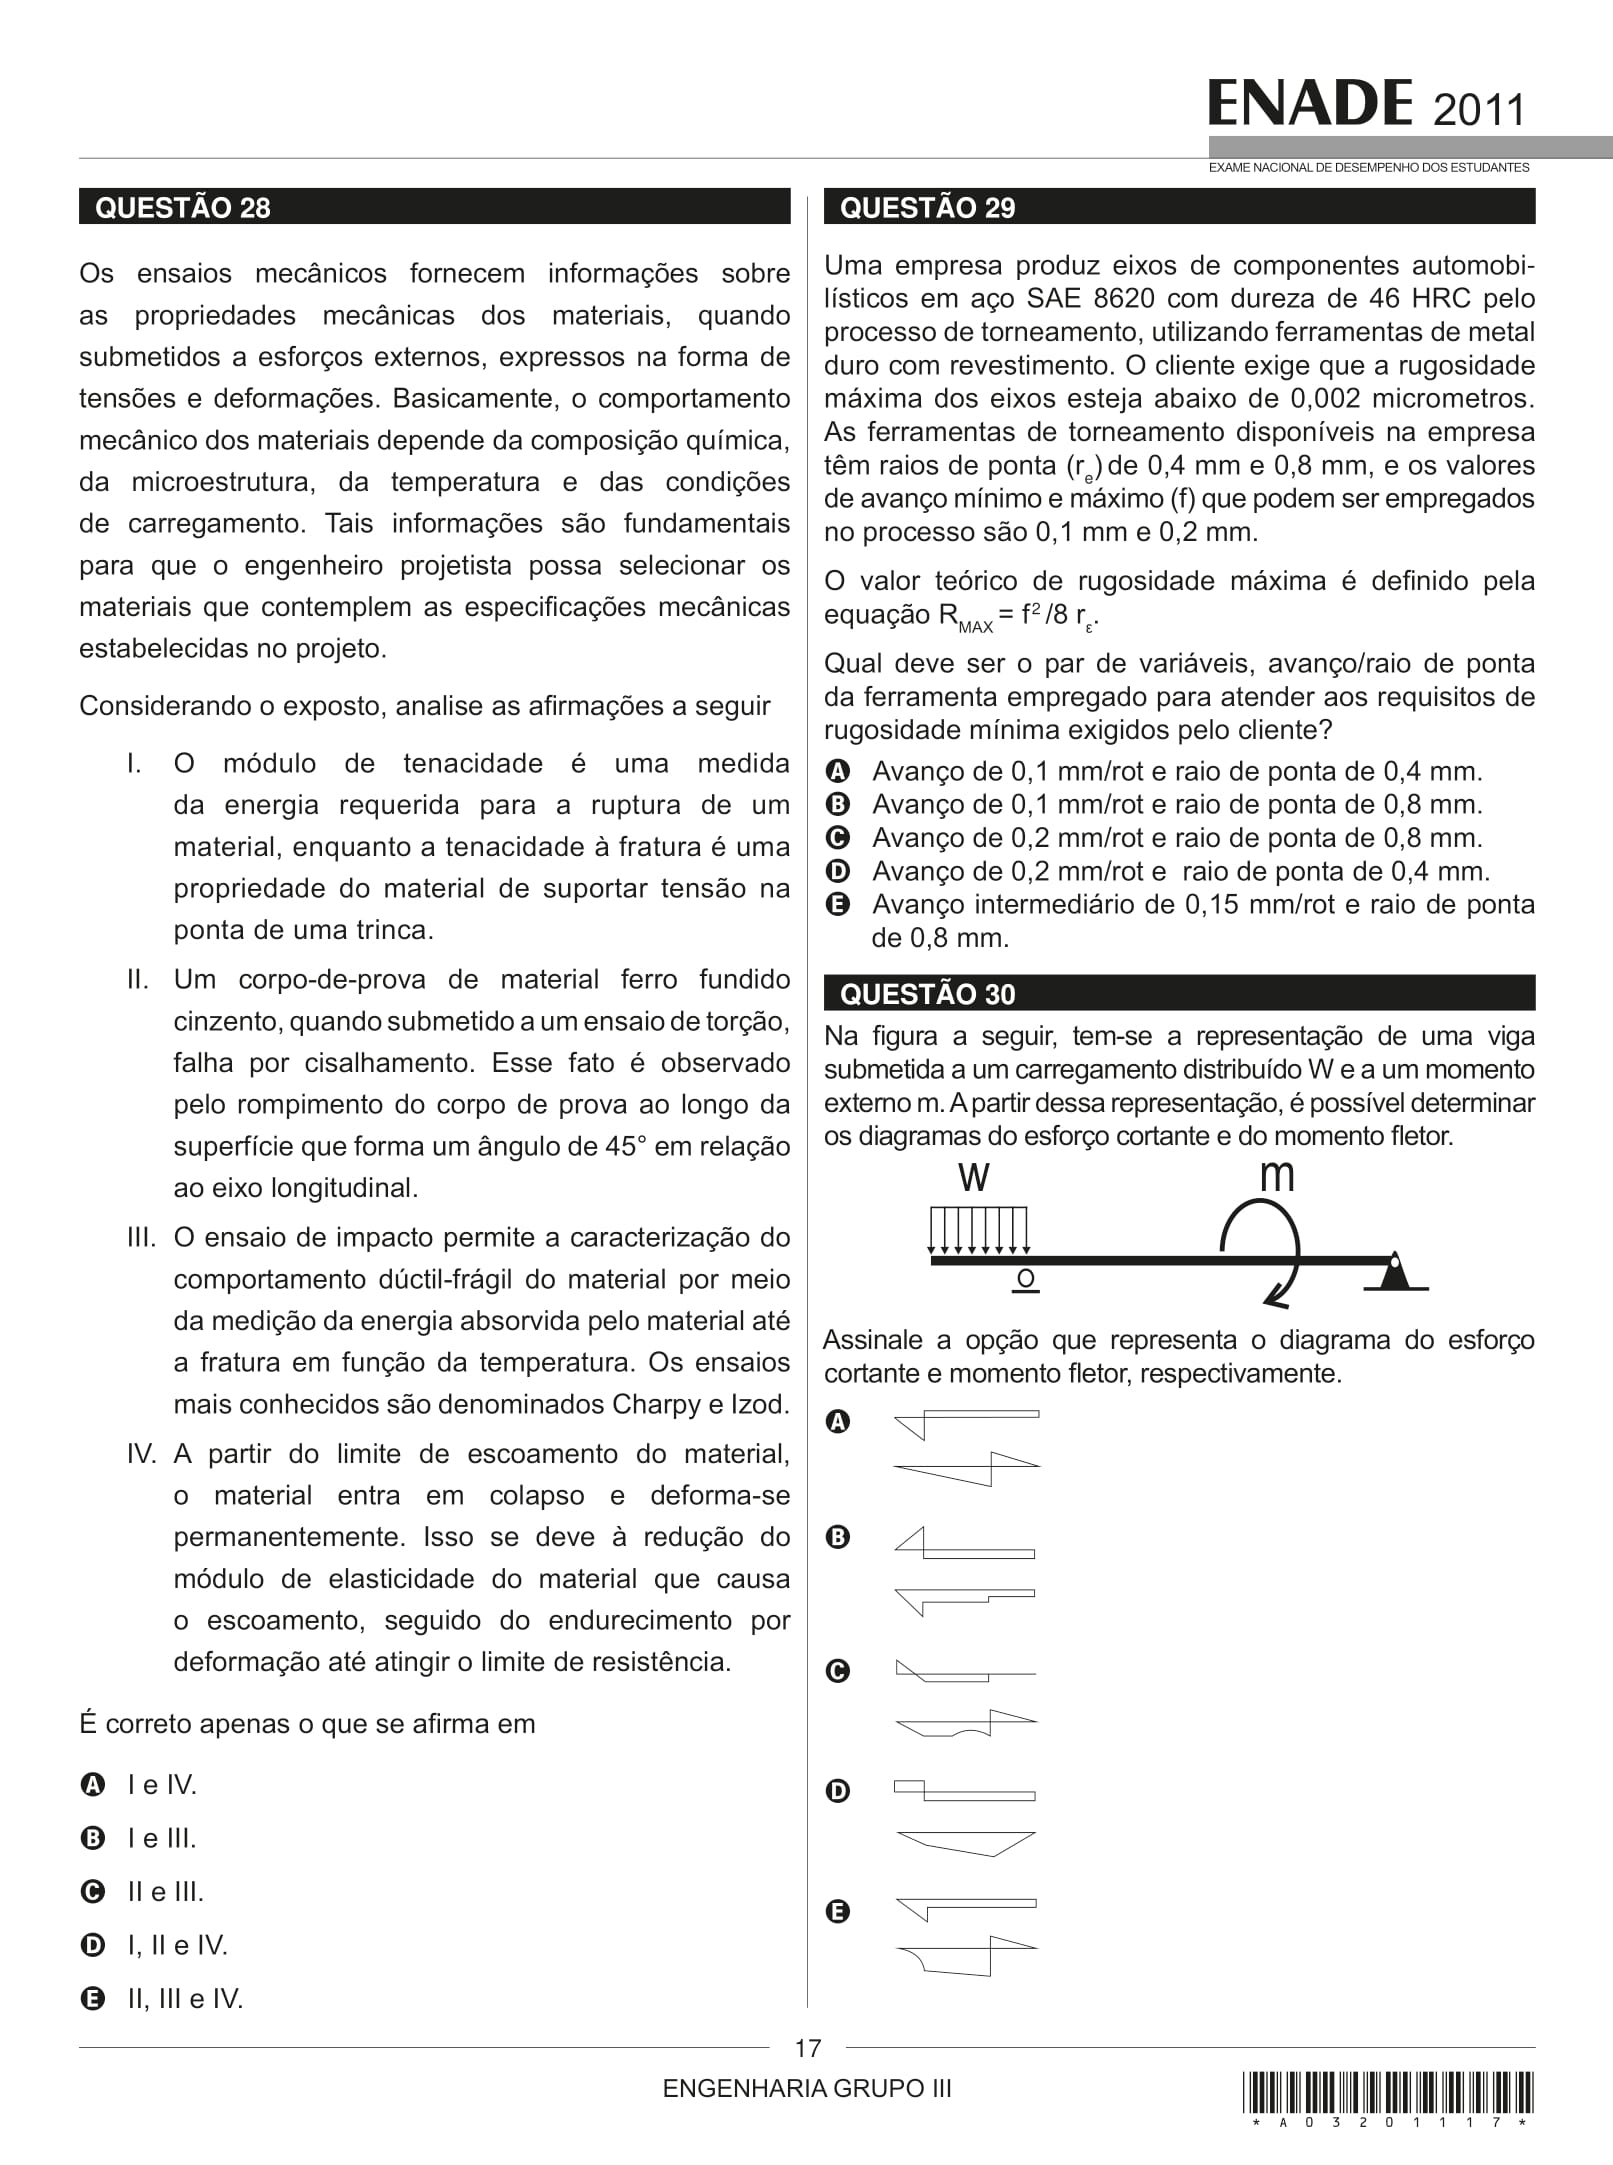 ENADE 2011
EXAME NACIONAL DE DESEMPENHO DOS ESTUDANTES
QUESTÃO 28
Os ensaios mecânicos fornecem informações sobre
as propriedades mecânicas dos materiais, quando
submetidos a esforços externos, expressos na forma de
tensões e deformações. Basicamente, o comportamento
mecânico dos materiais depende da composição química,
da microestrutura, da temperatura e das condições
de carregamento. Tais informações são fundamentais
para que o engenheiro projetista possa selecionar os
materiais que contemplem as especificações mecânicas
estabelecidas no projeto.
Considerando o exposto, analise as afirmações a seguir
I. O módulo de tenacidade é uma medida
da energia requerida para a ruptura de um
material, enquanto a tenacidade à fratura é uma
propriedade do material de suportar tensão na
ponta de uma trinca.
II. Um corpo-de-prova de material ferro fundido
cinzento, quando submetido a um ensaio de torção,
falha por cisalhamento. Esse fato é observado
pelo rompimento do corpo de prova ao longo da
superfície que forma um ângulo de 45° em relação
ao eixo longitudinal.
III. O ensaio de impacto permite a caracterização do
comportamento dúctil-frágil do material por meio
da medição da energia absorvida pelo material até
a fratura em função da temperatura. Os ensaios
mais conhecidos são denominados Charpy e Izod.
IV. A partir do limite de escoamento do material,
o material entra em colapso e deforma-se
permanentemente. Isso se deve à redução do
módulo de elasticidade do material que causa
o escoamento, seguido do endurecimento por
deformação até atingir o limite de resistência.
É correto apenas o que se afirma em
A I e IV.
B I e III.
C II e III.
D I, II e IV.
E II, III e IV.
QUESTÃO 29
Uma empresa produz eixos de componentes automobi-
lísticos em aço SAE 8620 com dureza de 46 HRC pelo
processo de torneamento, utilizando ferramentas de metal
duro com revestimento. O cliente exige que a rugosidade
máxima dos eixos esteja abaixo de 0,002 micrometros.
As ferramentas de torneamento disponíveis na empresa
têm raios de ponta (re) de 0,4 mm e 0,8 mm, e os valores
de avanço mínimo e máximo (f) que podem ser empregados
no processo são 0,1 mm e 0,2 mm.
O valor teórico de rugosidade máxima é definido pela
equação RMAX = f² /8 rε.
Qual deve ser o par de variáveis, avanço/raio de ponta
da ferramenta empregado para atender aos requisitos de
rugosidade mínima exigidos pelo cliente?
A Avanço de 0,1 mm/rot e raio de ponta de 0,4 mm.
B Avanço de 0,1 mm/rot e raio de ponta de 0,8 mm.
C Avanço de 0,2 mm/rot e raio de ponta de 0,8 mm.
D Avanço de 0,2 mm/rot e raio de ponta de 0,4 mm.
E Avanço intermediário de 0,15 mm/rot e raio de ponta
de 0,8 mm.
QUESTÃO 30
Na figura a seguir, tem-se a representação de uma viga
submetida a um carregamento distribuído W e a um momento
externo m. A partir dessa representação, é possível determinar
os diagramas do esforço cortante e do momento fletor.
W m
Assinale a opção que representa o diagrama do esforço
cortante e momento fletor, respectivamente.
A
B
C
D
E
17
ENGENHARIA GRUPO III
*A0320111 7*